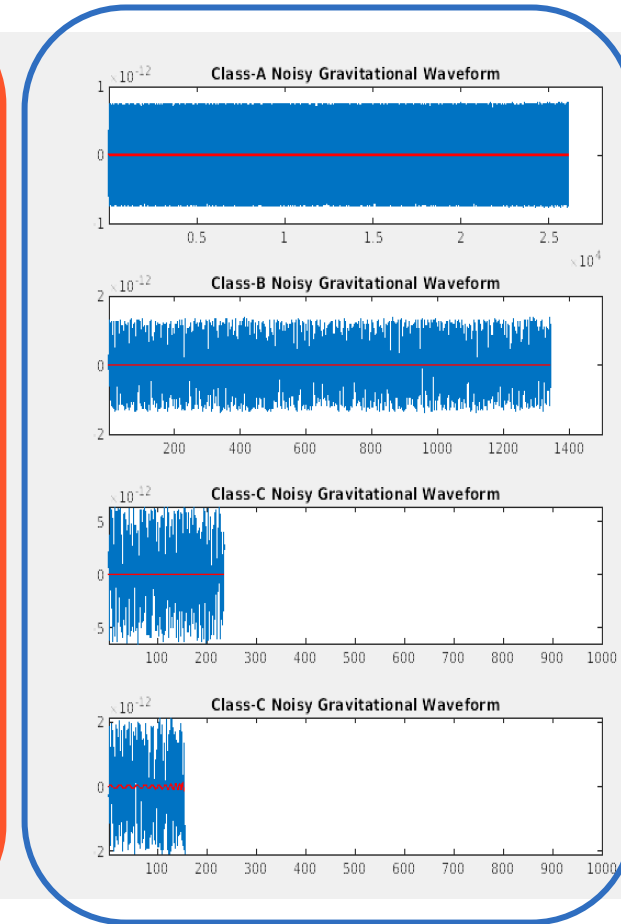 ×10-12 Class-A Noisy Gravitational Waveform
1
0
1
0.5 1 1.5 2 2.5
×104
×10-12 Class-B Noisy Gravitational Waveform
2
0
2
200 400 600 800 1000 1200 1400
×10-12 Class-C Noisy Gravitational Waveform
5
0
5
100 200 300 400 500 600 700 800 900 1000
×10-12 Class-C Noisy Gravitational Waveform
2
0
-2
100 200 300 400 500 600 700 800 900 1000